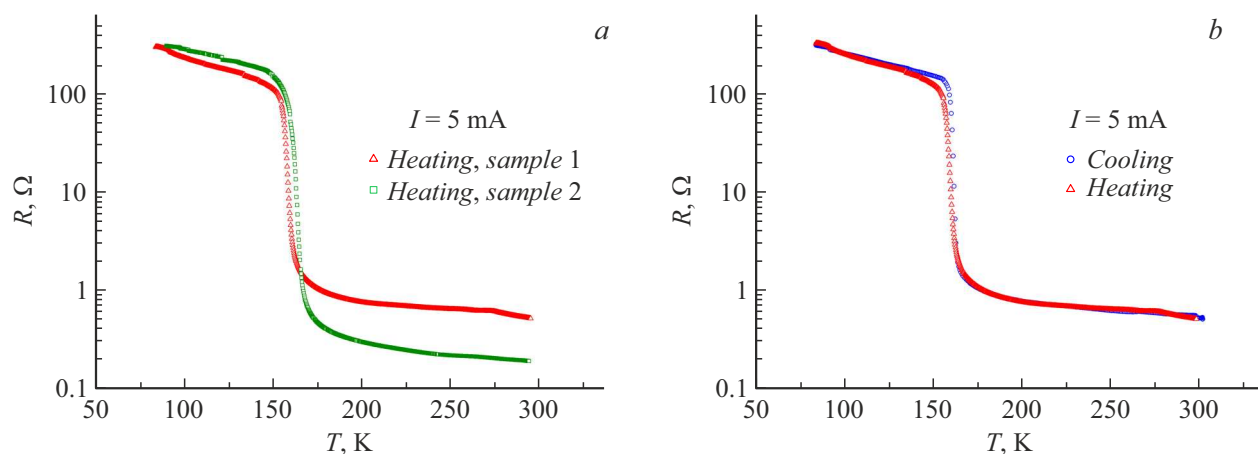 a
R, Ω
100
10
1
0.1
I = 5 mA
Heating, sample 1
Heating, sample 2
50 100 150 200 250 300
T, K
b
R, Ω
100
10
1
0.1
I = 5 mA
Cooling
Heating
50 100 150 200 250 300
T, K